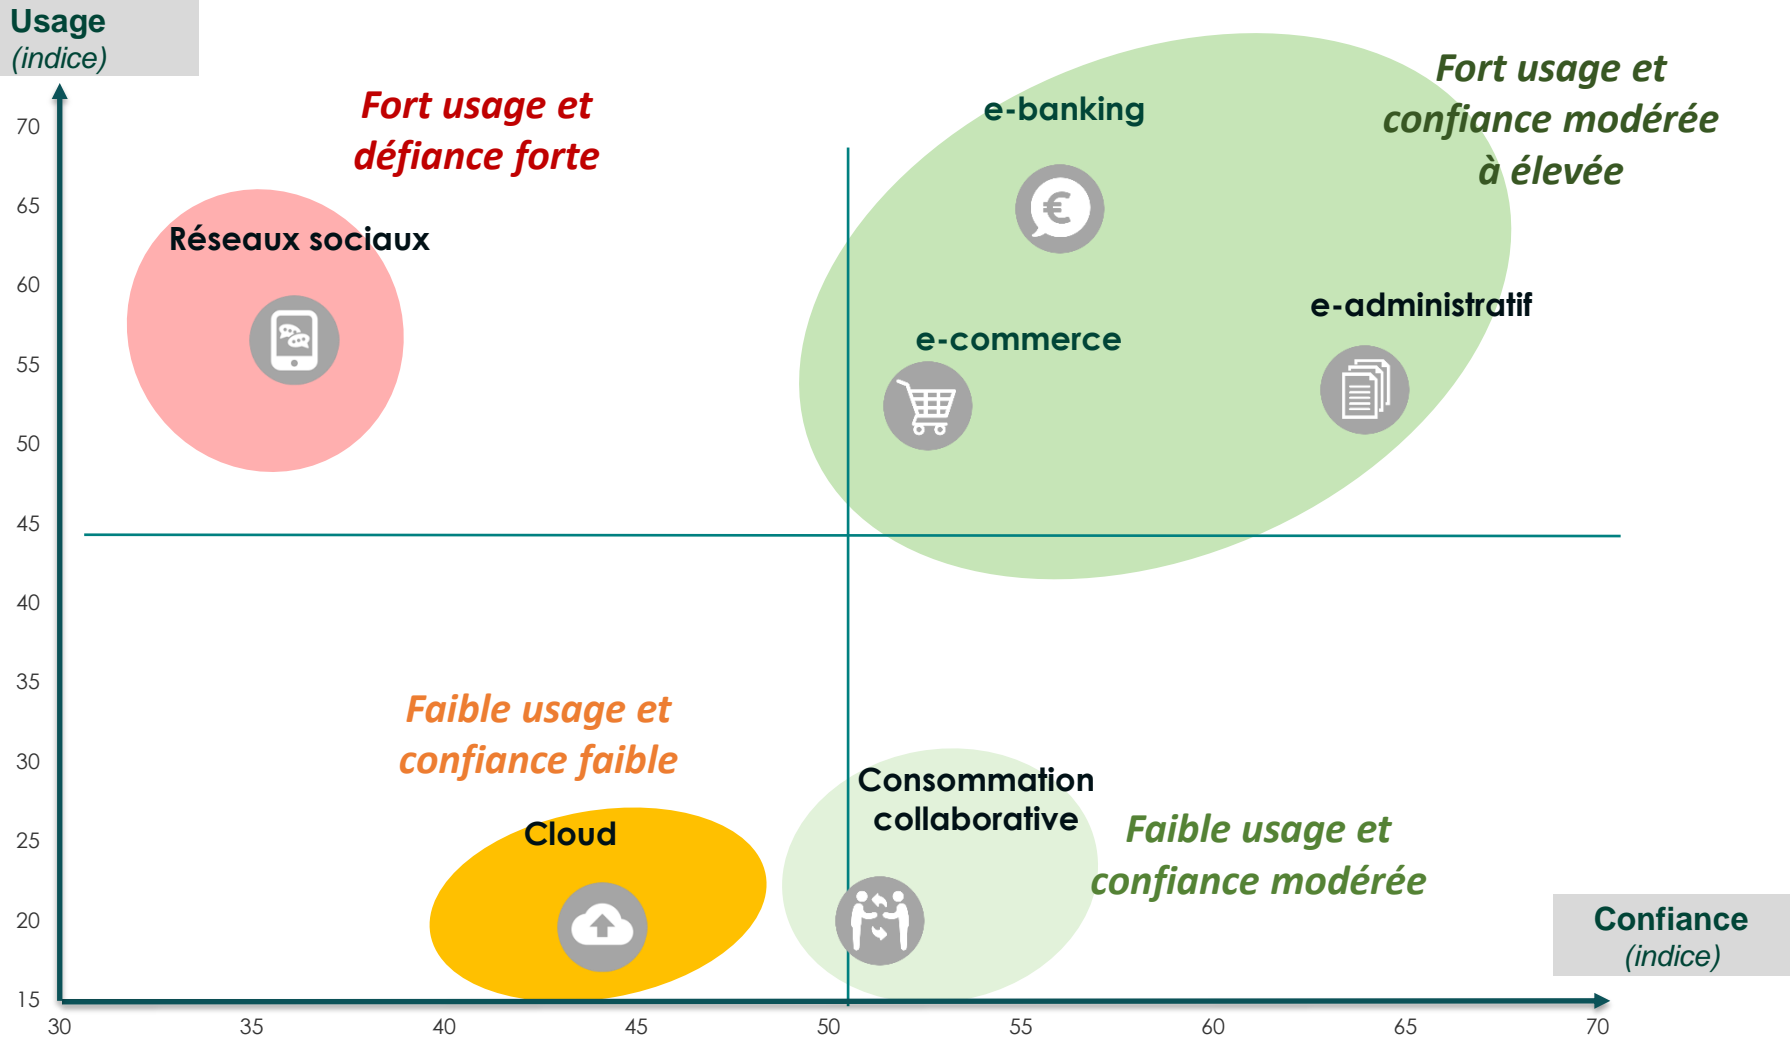 Usage
(indice)
Fort usage et
défiance forte
Fort usage et
confiance modérée
à élevée
e-banking
€
Réseaux sociaux
e-administratif
e-commerce
Faible usage et
confiance faible
Consommation
collaborative
Cloud
Faible usage et
confiance modérée
Confiance
(indice)
70
65
60
55
50
45
40
35
30
25
20
15
30
35
40
45
50
55
60
65
70